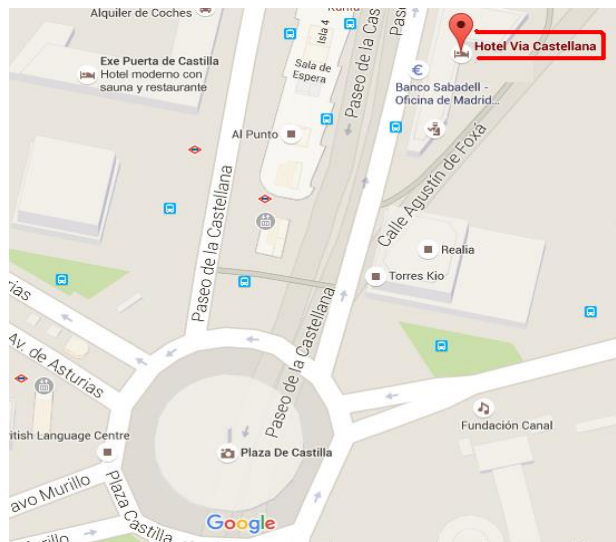 Alquiler de Coches
Isla 4
Paseo de la Castellana
Hotel Via Castellana
Exe Puerta de Castilla
Hotel moderno con
sauna y restaurante
Sala de
Espera
Banco Sabadell -
Oficina de Madrid...
Al Punto
Calle Agustín de Foxá
Paseo de la Castellana
Realia
Torres Kio
Paseo de la Castellana
Av. de Asturias
Fundación Canal
British Language Centre
Plaza De Castilla
Plaza Castilla
avo Murillo
Google